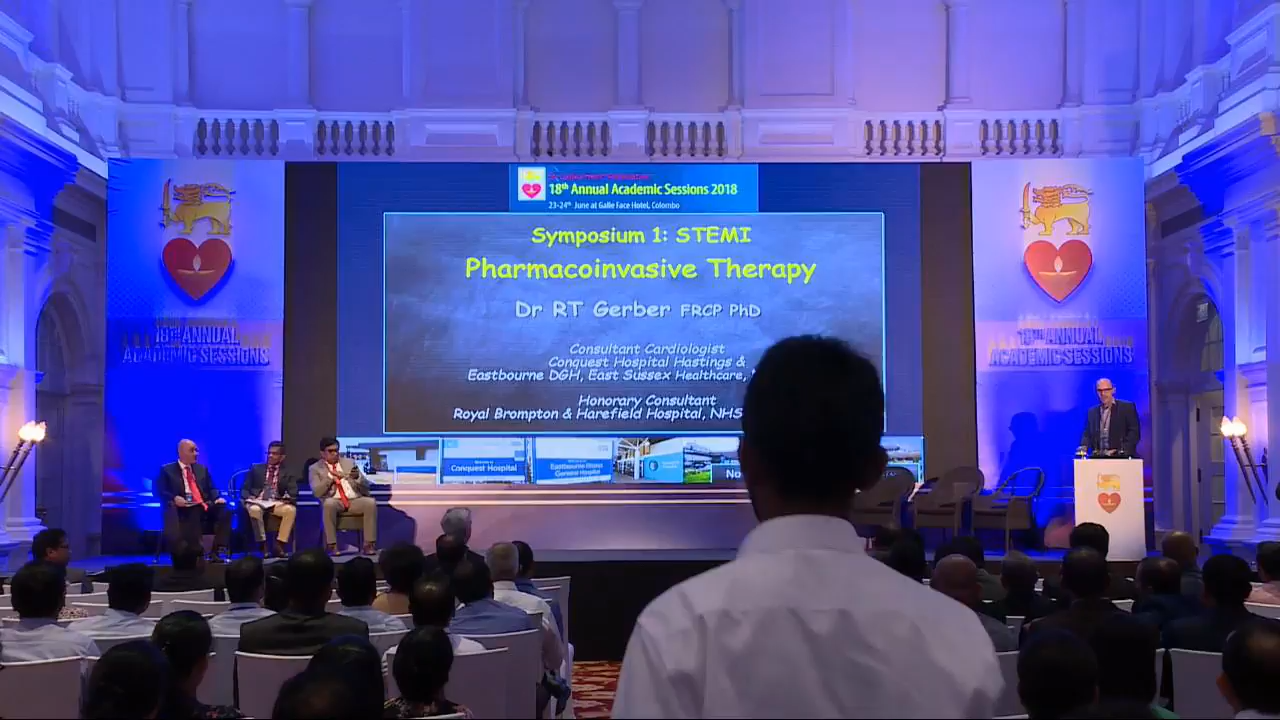 18th Annual Academic Sessions 2018
23-24th June at Galle Face Hotel, Colombo
Symposium 1: STEMI
Pharmacoinvasive Therapy
Dr RT Gerber FRCP PhD
Consultant Cardiologist
Conquest Hospital Hastings &
Eastbourne DGH, East Sussex Healthcare,
Honorary Consultant
Royal Brompton & Harefield Hospital, NHS
Conquest Hospital
Eastbourne District
General Hospital
No
18TH ANNUAL
ACADEMIC SESSIONS
18TH ANNUAL
ACADEMIC SESSIONS